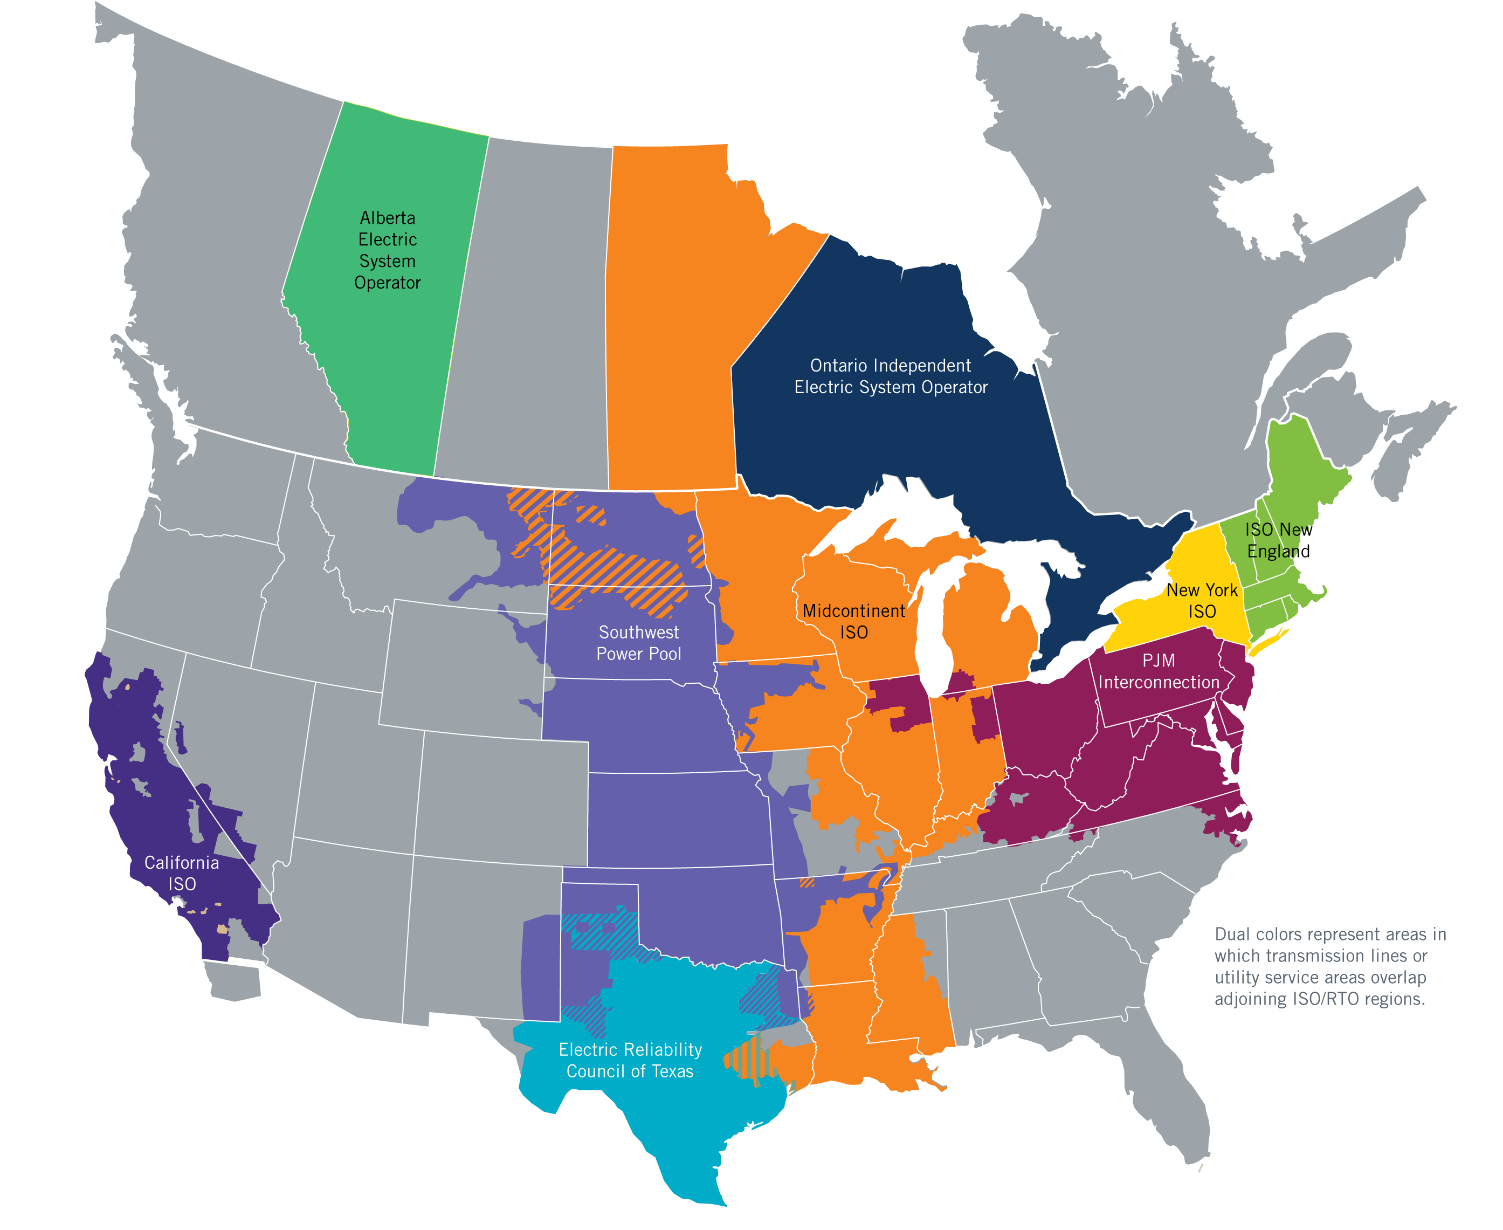 Alberta
Electric
System
Operator
Ontario Independent
Electric System Operator
ISO New
England
New York
ISO
Midcontinent
ISO
Southwest
Power Pool
PJM
Interconnection
California
ISO
Dual colors represent areas in
which transmission lines or
utility service areas overlap
adjoining ISO/RTO regions.
Electric Reliability
Council of Texas